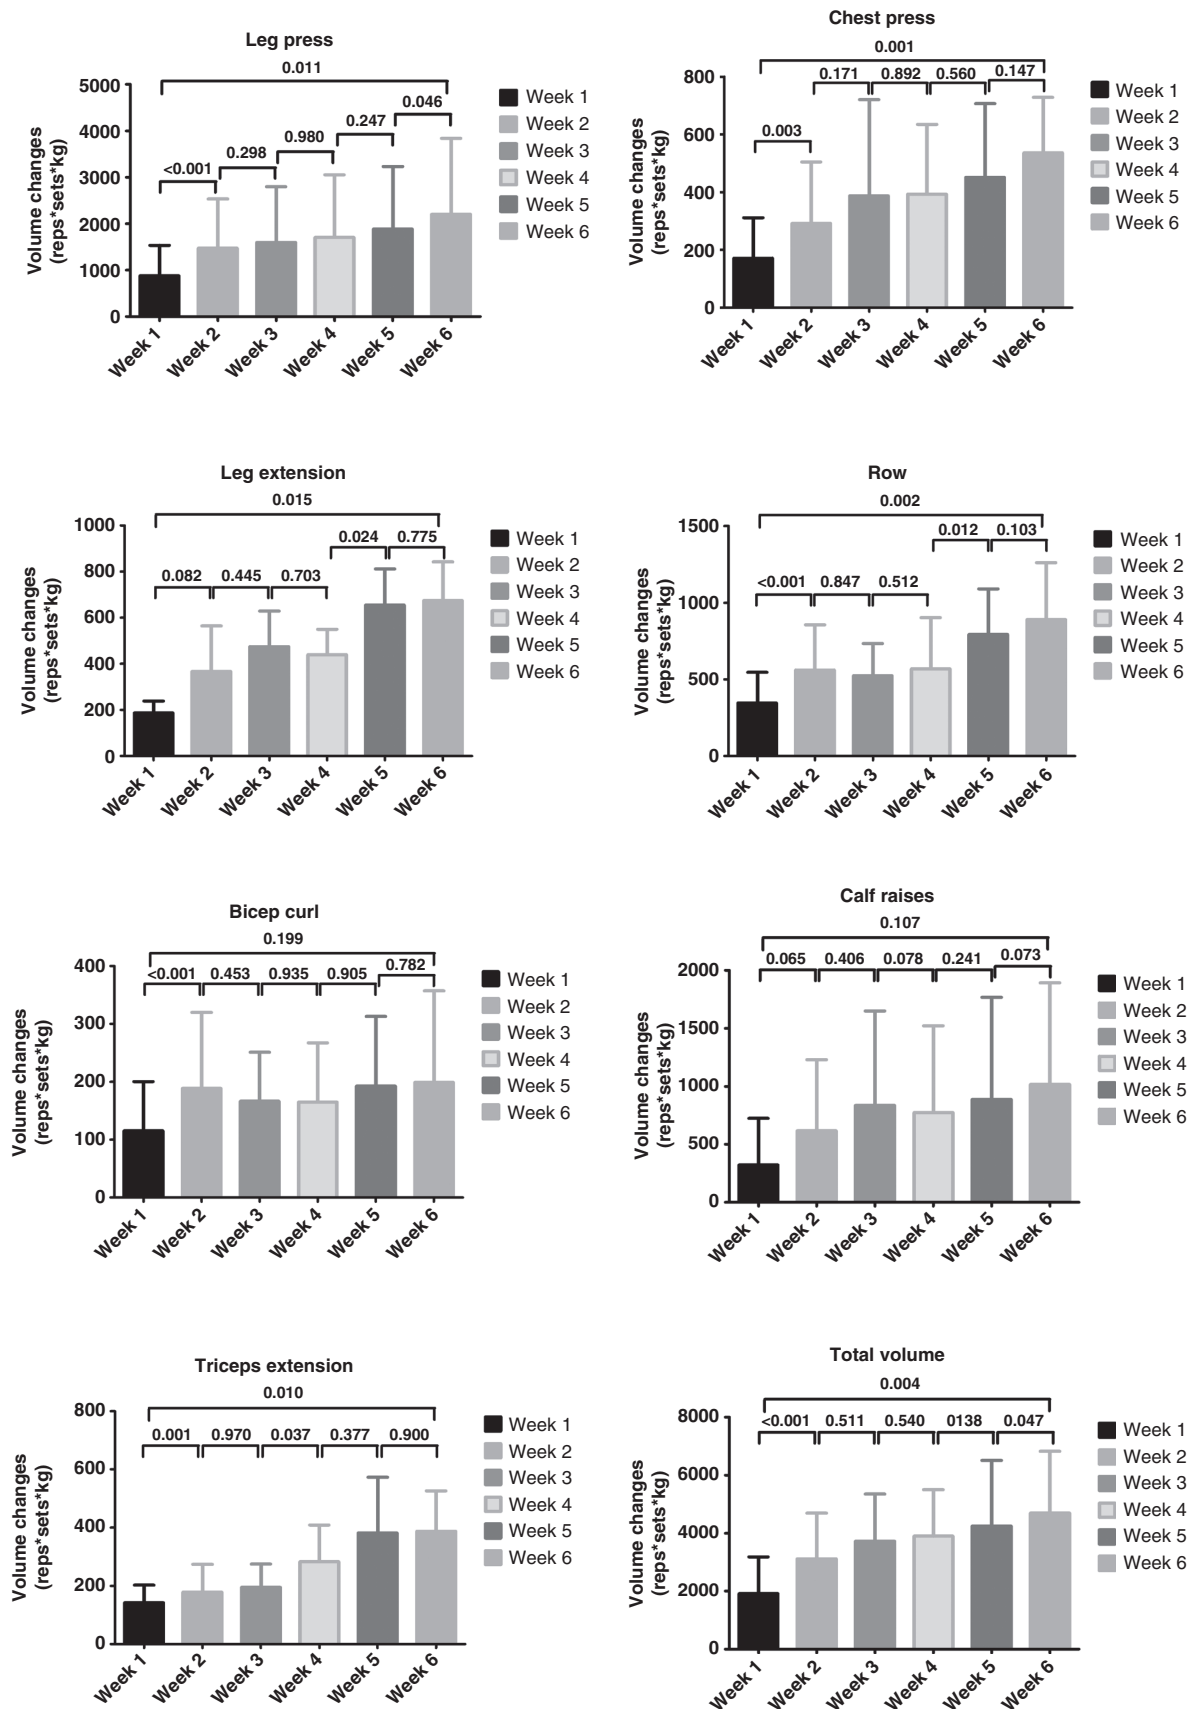 Leg press
0.011
0.046
0.247
0.980
0.298
<0.001
5000
4000
3000
2000
1000
0
Volume changes
(reps*sets*kg)
Week 1
Week 2
Week 3
Week 4
Week 5
Week 6
Week 1
Week 2
Week 3
Week 4
Week 5
Week 6
Chest press
0.001
0.171
0.892
0.560
0.147
0.003
800
600
400
200
0
Volume changes
(reps*sets*kg)
Week 1
Week 2
Week 3
Week 4
Week 5
Week 6
Week 1
Week 2
Week 3
Week 4
Week 5
Week 6
Leg extension
0.015
0.024
0.775
0.082
0.445
0.703
1000
800
600
400
200
0
Volume changes
(reps*sets*kg)
Week 1
Week 2
Week 3
Week 4
Week 5
Week 6
Week 1
Week 2
Week 3
Week 4
Week 5
Week 6
Row
0.002
0.012
0.103
<0.001
0.847
0.512
1500
1000
500
0
Volume changes
(reps*sets*kg)
Week 1
Week 2
Week 3
Week 4
Week 5
Week 6
Week 1
Week 2
Week 3
Week 4
Week 5
Week 6
Bicep curl
0.199
<0.001
0.453
0.935
0.905
0.782
400
300
200
100
0
Volume changes
(reps*sets*kg)
Week 1
Week 2
Week 3
Week 4
Week 5
Week 6
Week 1
Week 2
Week 3
Week 4
Week 5
Week 6
Calf raises
0.107
0.065
0.406
0.078
0.241
0.073
2000
1500
1000
500
0
Volume changes
(reps*sets*kg)
Week 1
Week 2
Week 3
Week 4
Week 5
Week 6
Week 1
Week 2
Week 3
Week 4
Week 5
Week 6
Triceps extension
0.010
0.001
0.970
0.037
0.377
0.900
800
600
400
200
0
Volume changes
(reps*sets*kg)
Week 1
Week 2
Week 3
Week 4
Week 5
Week 6
Week 1
Week 2
Week 3
Week 4
Week 5
Week 6
Total volume
0.004
<0.001
0.511
0.540
0138
0.047
8000
6000
4000
2000
0
Volume changes
(reps*sets*kg)
Week 1
Week 2
Week 3
Week 4
Week 5
Week 6
Week 1
Week 2
Week 3
Week 4
Week 5
Week 6